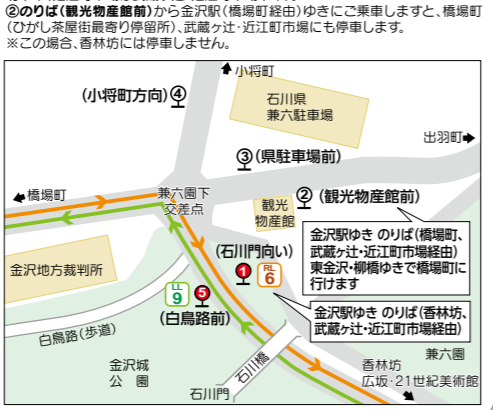 ②のりば(観光物産館前)から金沢駅(橋場町経由)ゆきにご乗車しますと、橋場町
(ひがし茶屋街最寄り停留所)、武蔵ヶ辻・近江町市場にも停車します。
※この場合、香林坊には停車しません。
小将町
(小将町方向)④
石川県
兼六駐車場
出羽町
③(県駐車場前)
橋場町
兼六園下
交差点
観光
物産館
②(観光物産館前)
金沢駅ゆき のりば(橋場町、
武蔵ヶ辻・近江町市場経由)
東金沢・柳橋ゆきで橋場町に
行けます
金沢地方裁判所
(石川門向い)
1
RL
6
LL
9
5
(白鳥路前)
金沢駅ゆき のりば(香林坊、
武蔵ヶ辻・近江町市場経由)
白鳥路(歩道)
兼六園
金沢城
公園
石川橋
石川門
香林坊
広坂・21世紀美術館